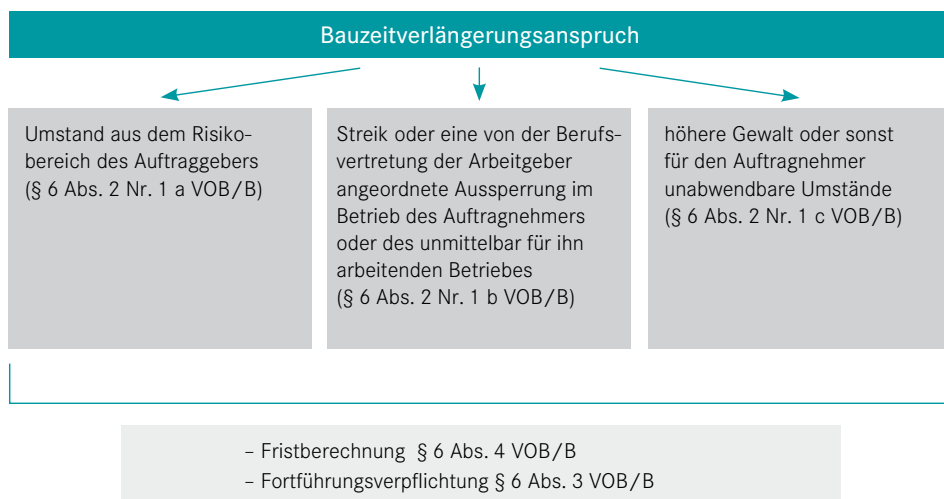 Bauzeitverlängerungsanspruch
Umstand aus dem Risiko-
bereich des Auftraggebers
(§ 6 Abs. 2 Nr. 1 a VOB/B)
Streik oder eine von der Berufs-
vertretung der Arbeitgeber
angeordnete Aussperrung im
Betrieb des Auftragnehmers
oder des unmittelbar für ihn
arbeitenden Betriebes
(§ 6 Abs. 2 Nr. 1 b VOB/B)
höhere Gewalt oder sonst
für den Auftragnehmer
unabwendbare Umstände
(§ 6 Abs. 2 Nr. 1 c VOB/B)
– Fristberechnung § 6 Abs. 4 VOB/B
– Fortführungsverpflichtung § 6 Abs. 3 VOB/B